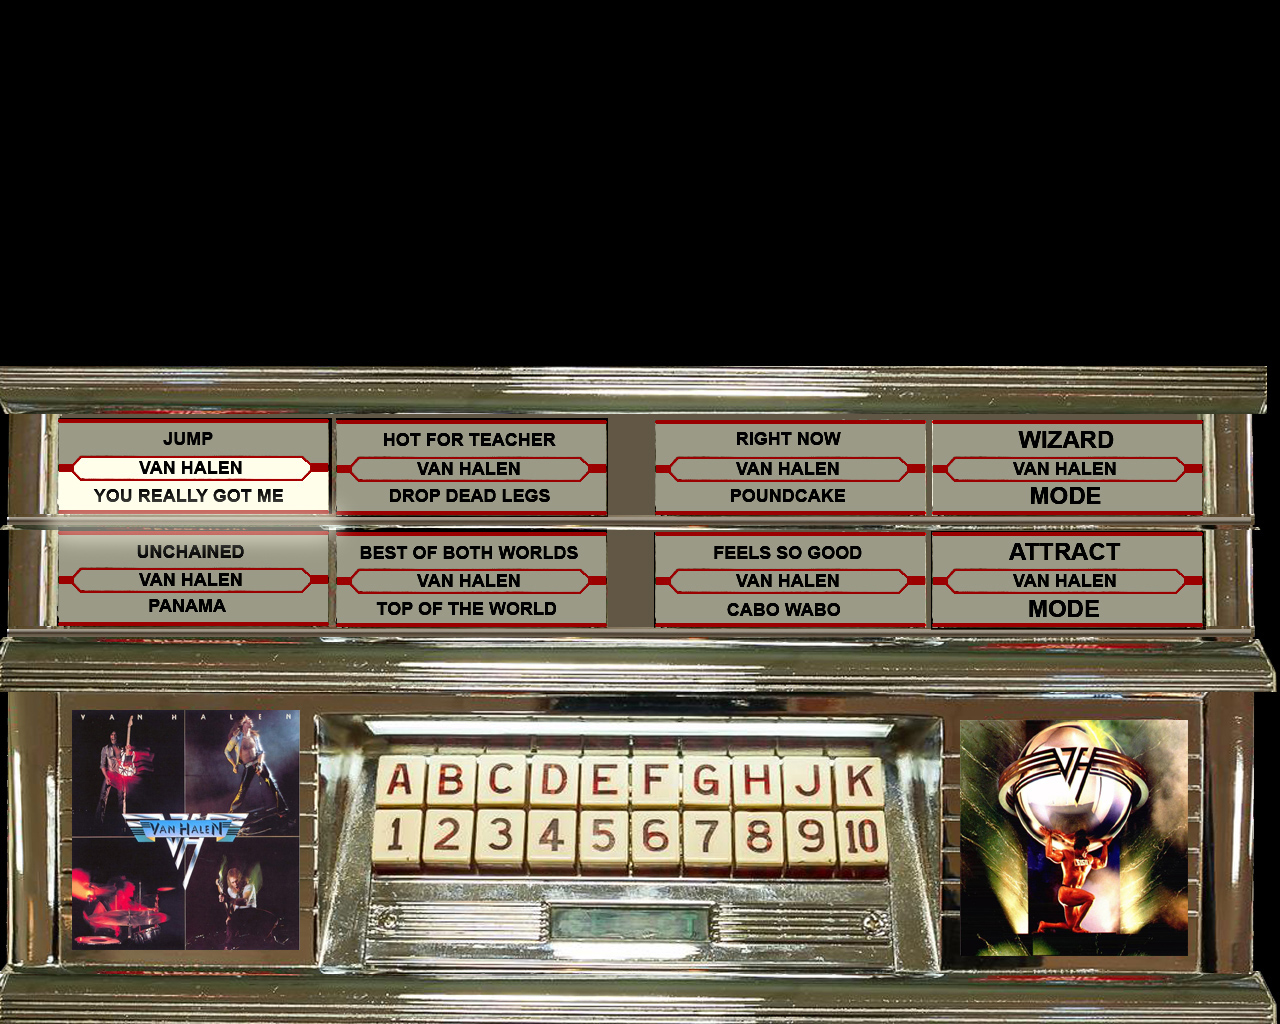 JUMP
VAN HALEN
YOU REALLY GOT ME
HOT FOR TEACHER
VAN HALEN
DROP DEAD LEGS
RIGHT NOW
VAN HALEN
POUNDCAKE
WIZARD
VAN HALEN
MODE
UNCHAINED
VAN HALEN
PANAMA
BEST OF BOTH WORLDS
VAN HALEN
TOP OF THE WORLD
FEELS SO GOOD
VAN HALEN
CABO WABO
ATTRACT
VAN HALEN
MODE
VAN HALEN
VAN HALEN
A B C D E F G H J K
1 2 3 4 5 6 7 8 9 10
VH